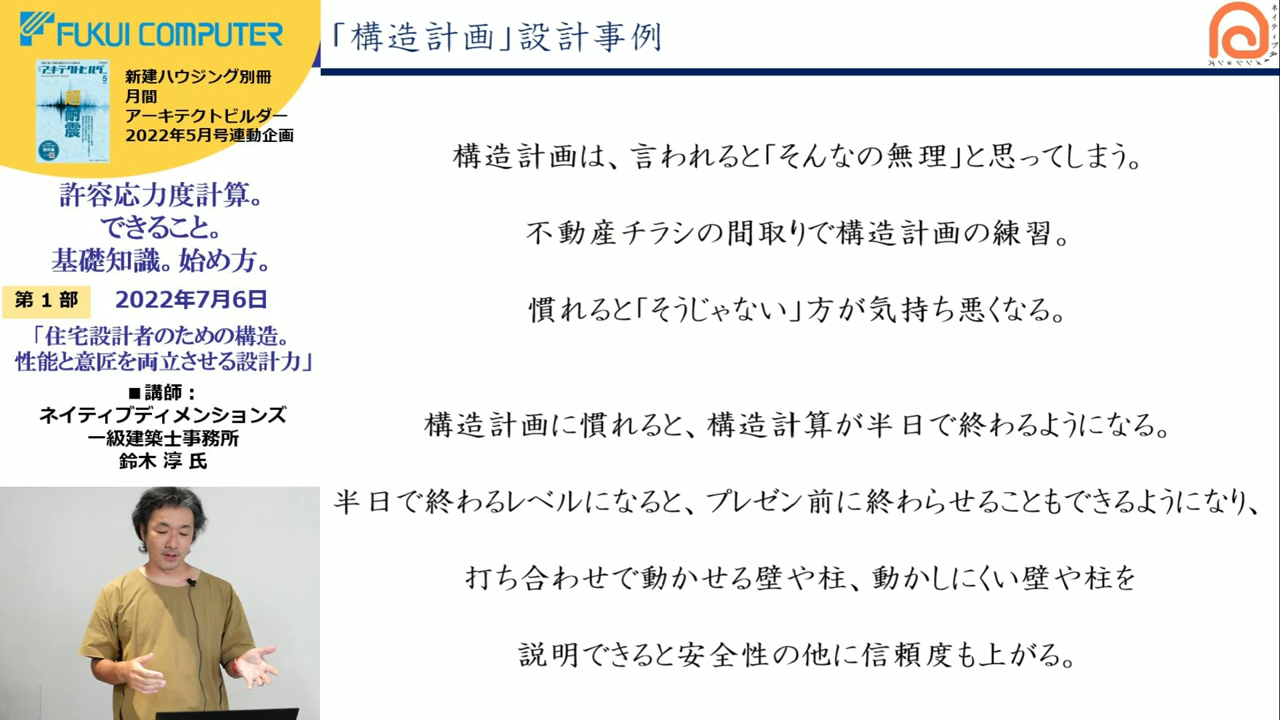 FUKUI COMPUTER
アーキテクトビルダー
5
超耐震
新建ハウジング別冊
月間
アーキテクトビルダー
2022年5月号連動企画
許容応力度計算。
できること。
基礎知識。始め方。
第１部
2022年7月6日
「住宅設計者のための構造。
性能と意匠を両立させる設計力」
■講師：
ネイティブディメンションズ
一級建築士事務所
鈴木 淳 氏
「構造計画」設計事例
構造計画は、言われると「そんなの無理」と思ってしまう。
不動産チラシの間取りで構造計画の練習。
慣れると「そうじゃない」方が気持ち悪くなる。
構造計画に慣れると、構造計算が半日で終わるようになる。
半日で終わるレベルになると、プレゼン前に終わらせることもできるようになり、
打ち合わせで動かせる壁や柱、動かしにくい壁や柱を
説明できると安全性の他に信頼度も上がる。